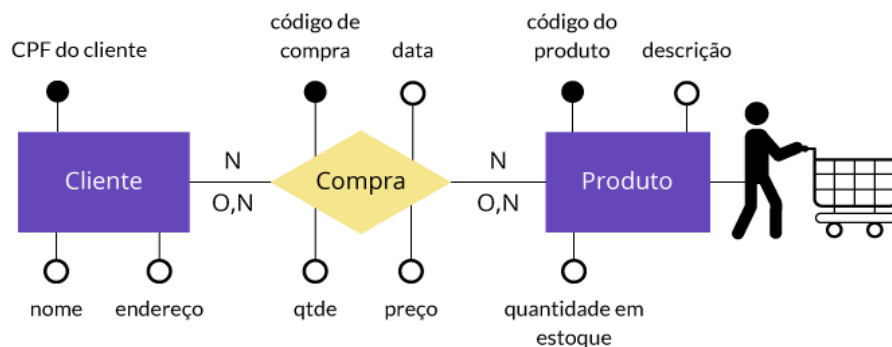 CPF do cliente
código de
compra
data
código do
produto
descrição
Cliente
N
O,N
Compra
N
O,N
Produto
nome
endereço
qtde
preço
quantidade em
estoque